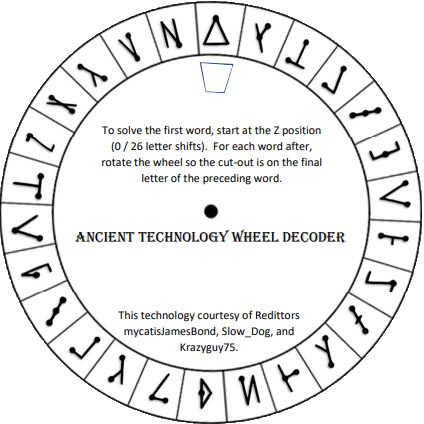 To solve the first word, start at the Z position
(0 / 26 letter shifts).  For each word after,
rotate the wheel so the cut-out is on the final
letter of the preceding word.
ANCIENT TECHNOLOGY WHEEL DECODER
This technology courtesy of Redittors
mycatisJamesBond, Slow_Dog, and
Krazyguy75.